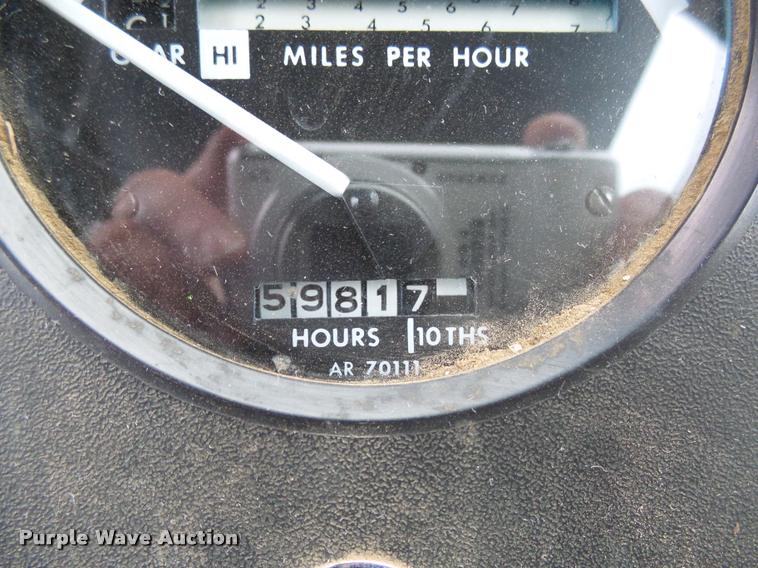 2 3 4 5 6 7 8
2 3 4 5 6 7
HI MILES PER HOUR
59817
HOURS 10THS
AR 70111
Purple Wave Auction